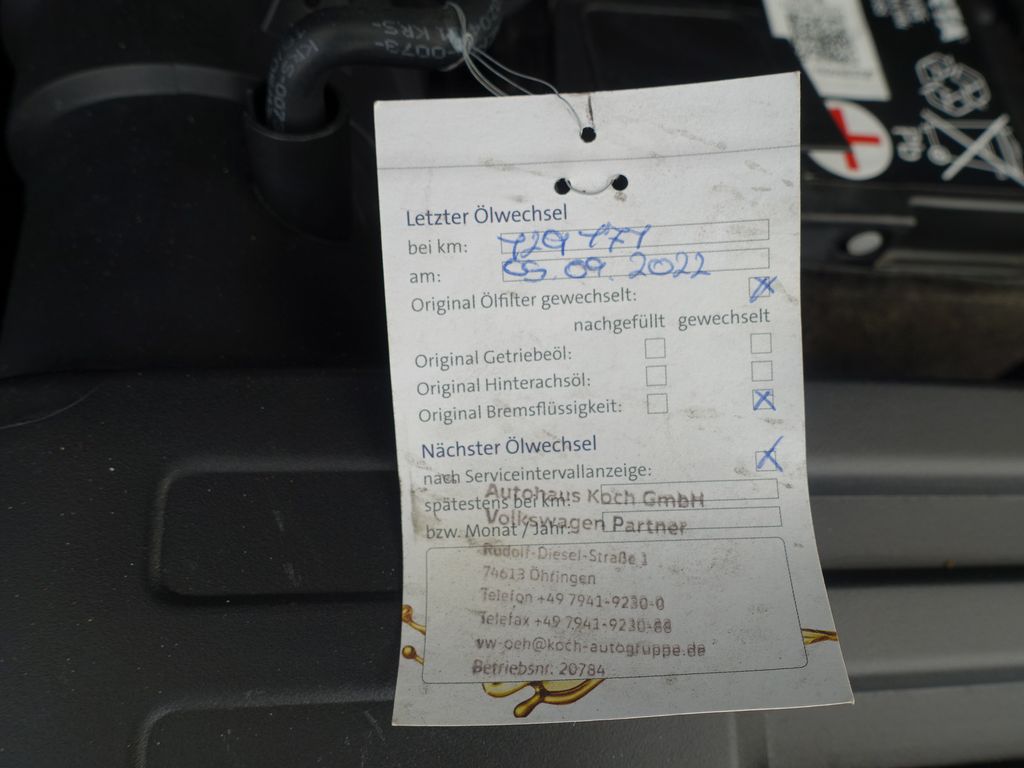 Letzter Ölwechsel
bei km: 129 177
am: 05.09.2022
Original Ölfilter gewechselt: X
nachgefüllt gewechselt
Original Getriebeöl:
Original Hinterachsöl:
Original Bremsflüssigkeit: X
Nächster Ölwechsel
nach Serviceintervallanzeige: X
spätestens bei km:
bzw. Monat / Jahr:
Autohaus Koch GmbH
Volkswagen Partner
Rudolf-Diesel-Straße 1
74613 Öhringen
Telefon +49 7941-9230-0
Telefax +49 7941-9230-88
vw-oeh@koch-autogruppe.de
Betriebsnr. 20784
Pb